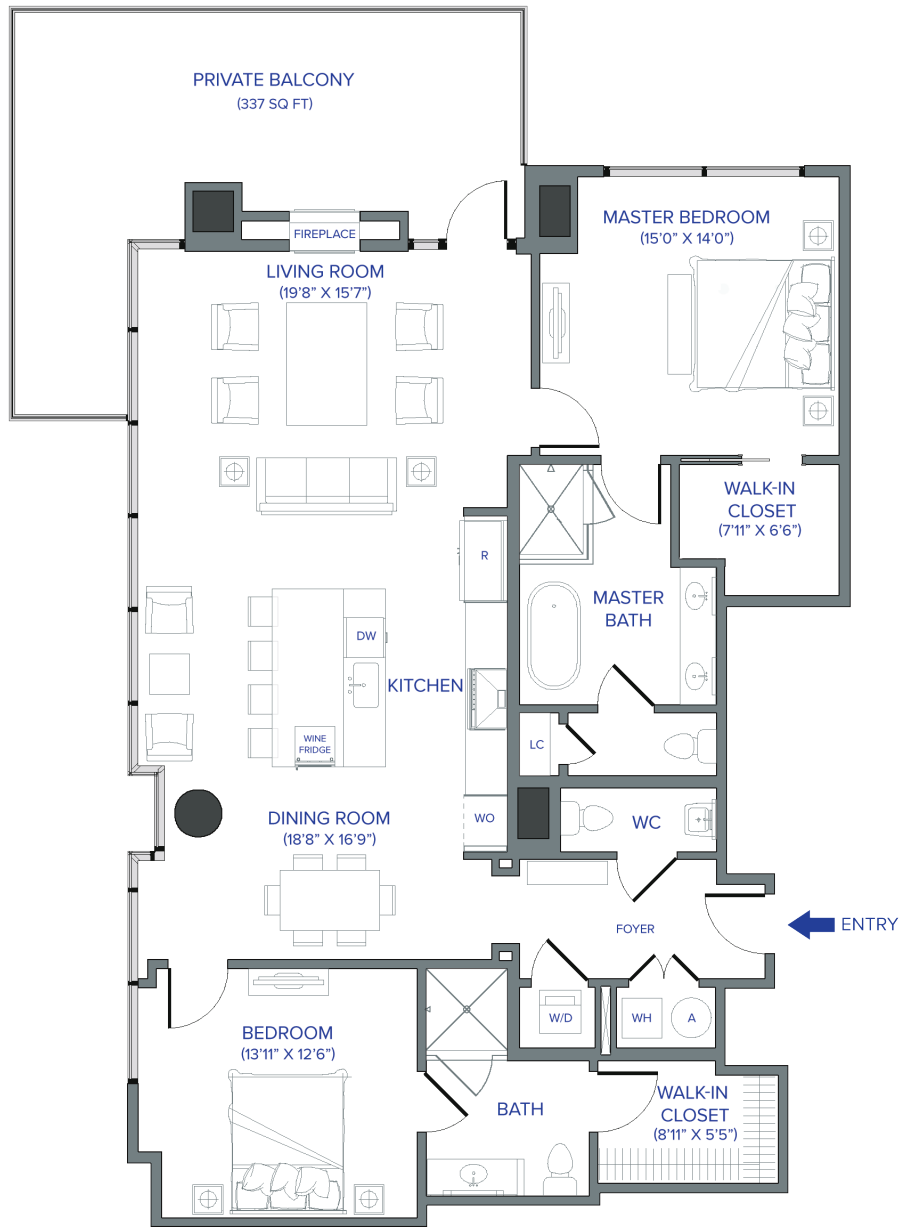 PRIVATE BALCONY
(337 SQ FT)
FIREPLACE
LIVING ROOM
(19'8" X 15'7")
MASTER BEDROOM
(15'0" X 14'0")
WALK-IN
CLOSET
(7'11" X 6'6")
R
MASTER
BATH
DW
KITCHEN
WINE
FRIDGE
LC
DINING ROOM
(18'8" X 16'9")
WO
WC
FOYER
ENTRY
W/D
WH
A
BEDROOM
(13'11" X 12'6")
BATH
WALK-IN
CLOSET
(8'11" X 5'5")